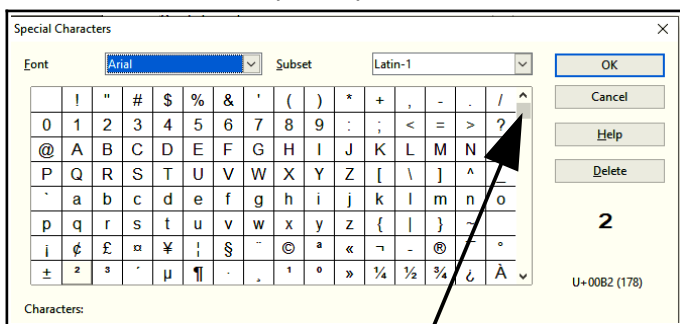 Special Characters
Font Arial Subset Latin-1 OK
! " # $ % & ' ( ) * + , - . / Cancel
0 1 2 3 4 5 6 7 8 9 : ; < = > ?
Help
@ A B C D E F G H I J K L M N
P Q R S T U V W X Y Z [ \ ] ^ _ Delete
` a b c d e f g h i j k l m n o
p q r s t u v w x y z { | } ~
²
¡ ¢ £ ¤ ¥ ¦ § ¨ © ª « ¬ - ® ¯ °
± ² ³ ´ µ ¶ · ¸ ¹ º » ¼ ½ ¾ ¿ À
U+00B2 (178)
Characters: